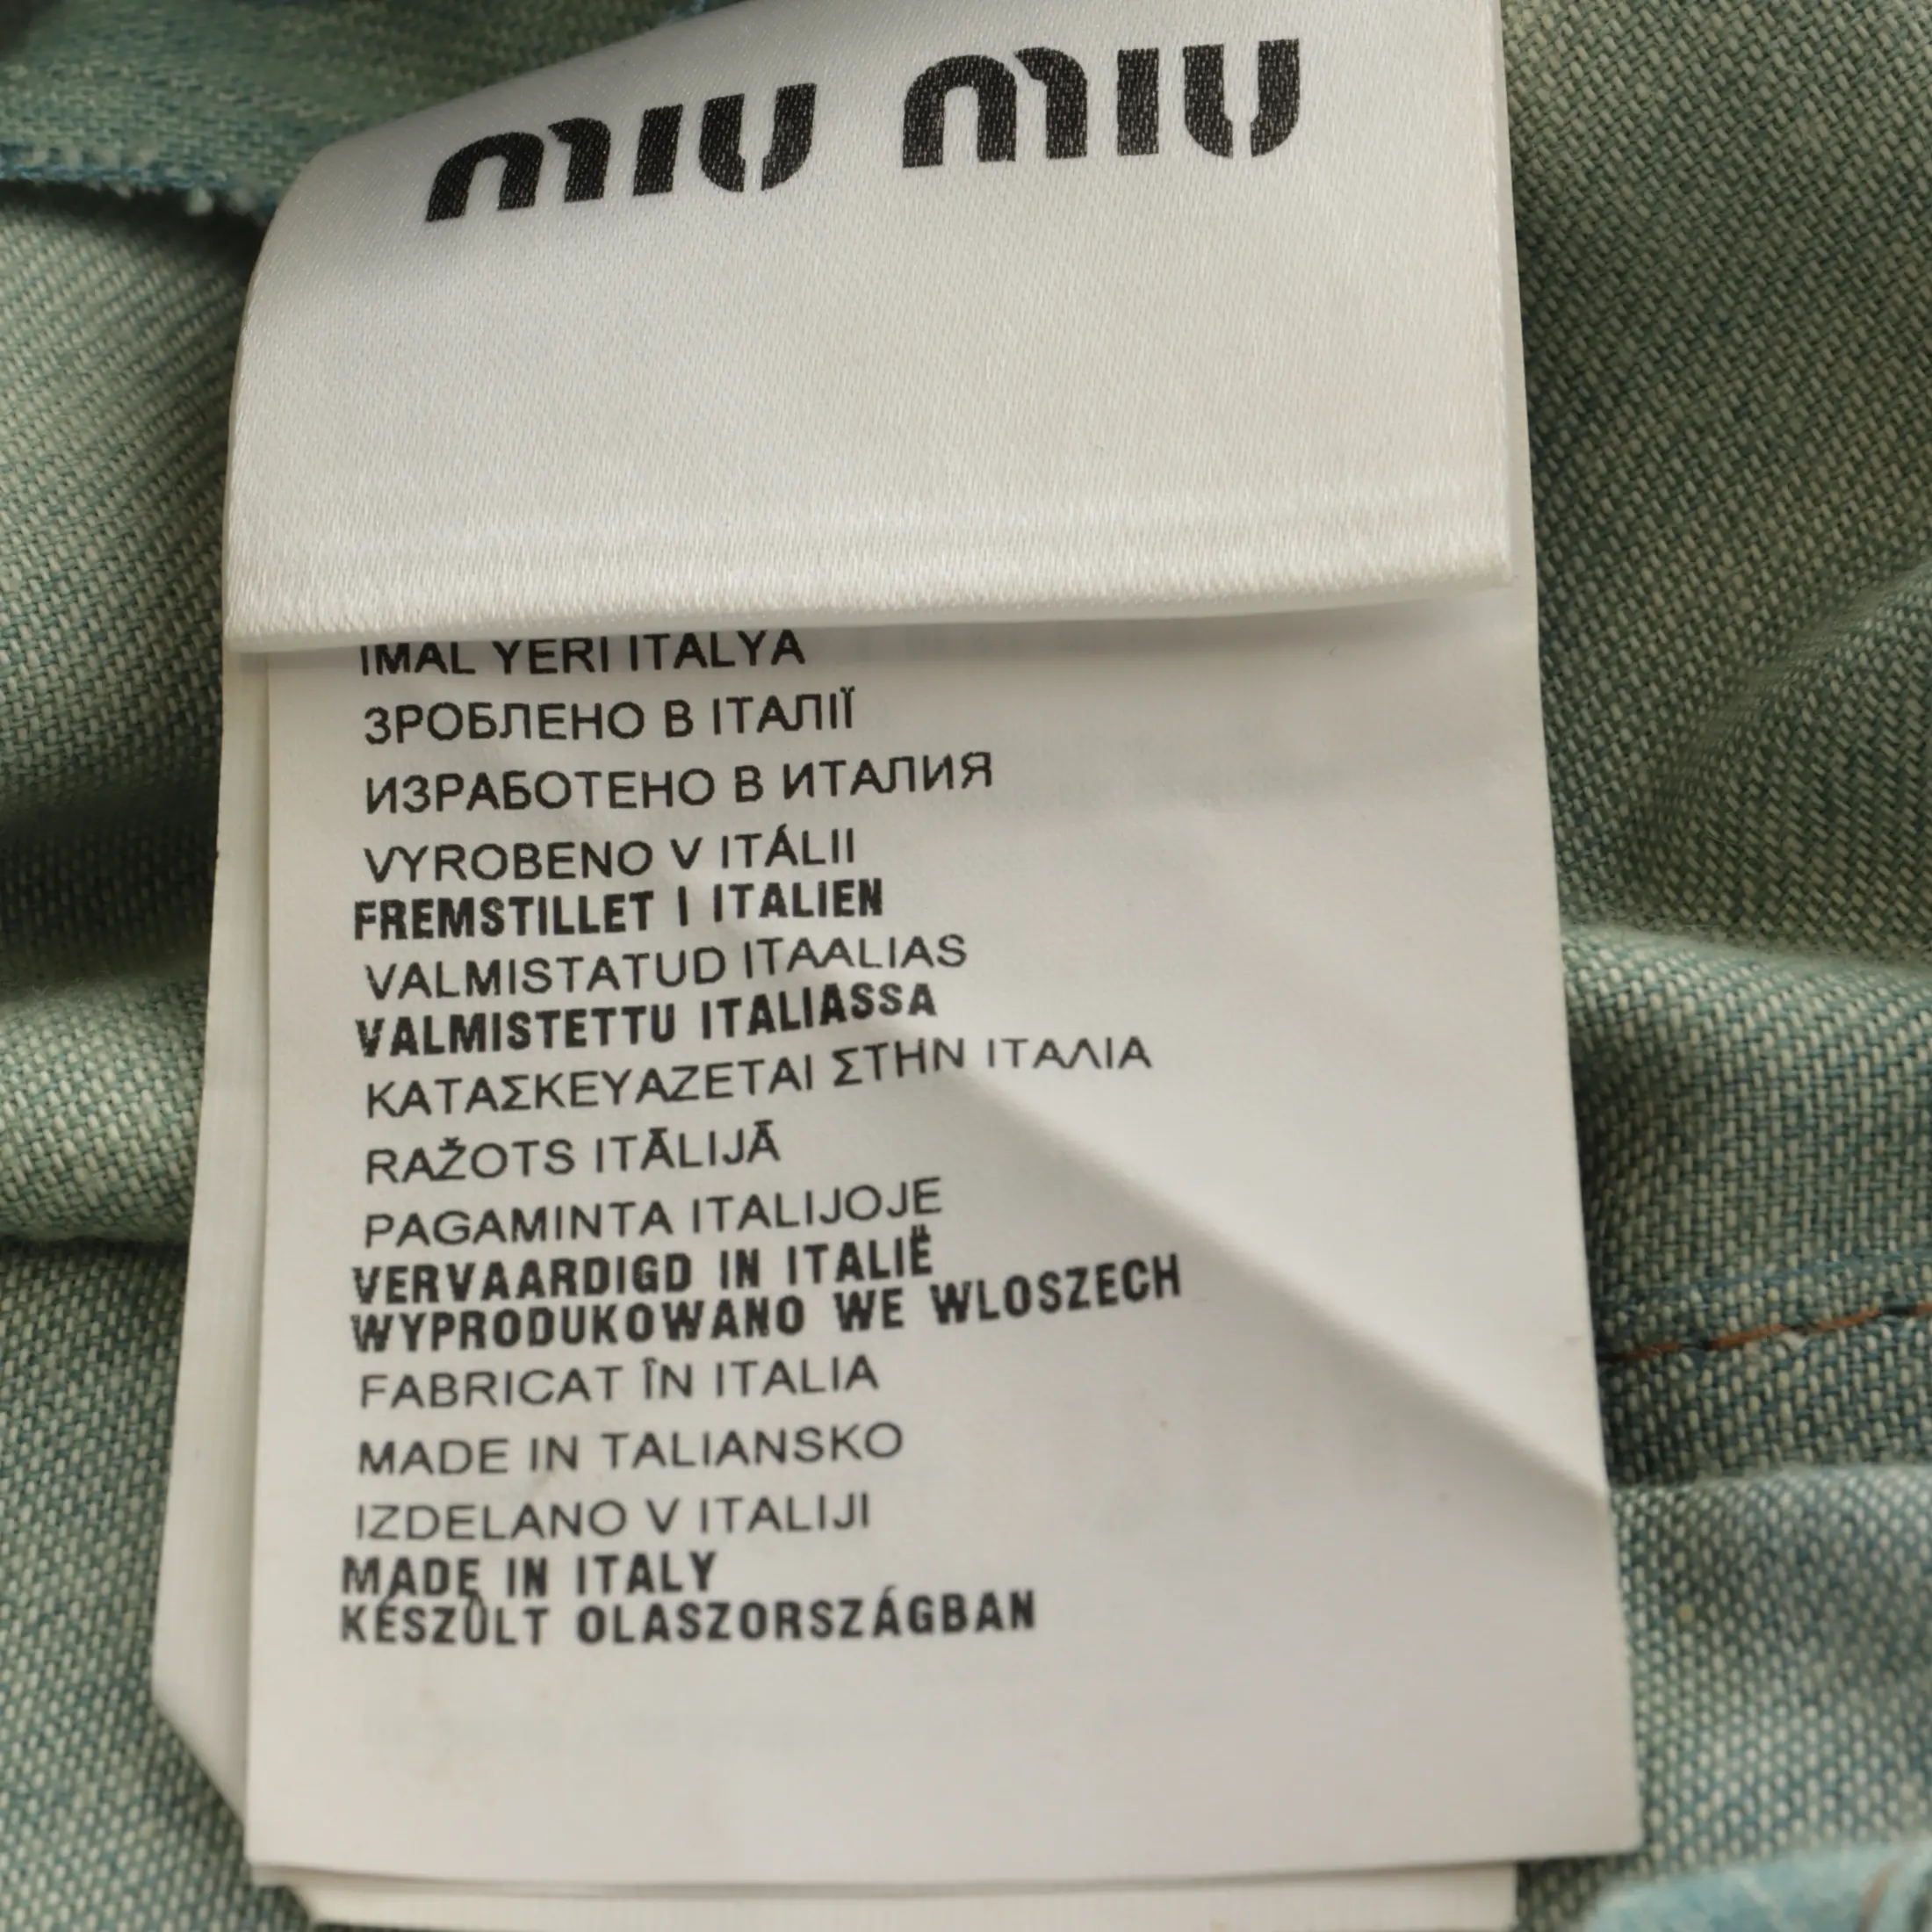 MIU MIU
IMAL YERI ITALYA
ЗРОБЛЕНО В ІТАЛІЇ
ИЗРАБОТЕНО В ИТАЛИЯ
VYROBENO V ITÁLII
FREMSTILLET I ITALIEN
VALMISTATUD ITAALIAS
VALMISTETTU ITALIASSA
ΚΑΤΑΣΚΕΥΑΖΕΤΑΙ ΣΤΗΝ ΙΤΑΛΙΑ
RAŽOTS ITĀLIJĀ
PAGAMINTA ITALIJOJE
VERVAARDIGD IN ITALIË
WYPRODUKOWANO WE WLOSZECH
FABRICAT ÎN ITALIA
MADE IN TALIANSKO
IZDELANO V ITALIJI
MADE IN ITALY
KÉSZÜLT OLASZORSZÁGBAN